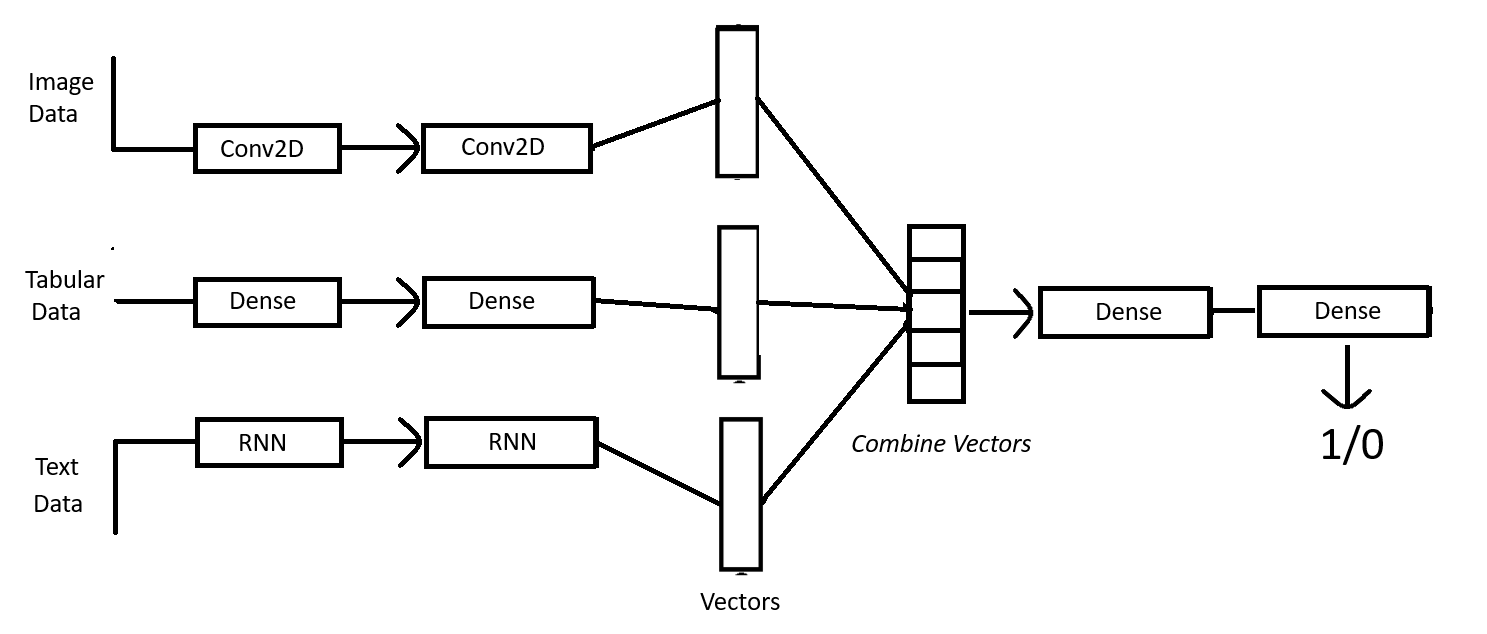 Image
Data
Conv2D
Conv2D
Tabular
Data
Dense
Dense
Dense
Dense
Text
Data
RNN
RNN
Combine Vectors
1/0
Vectors